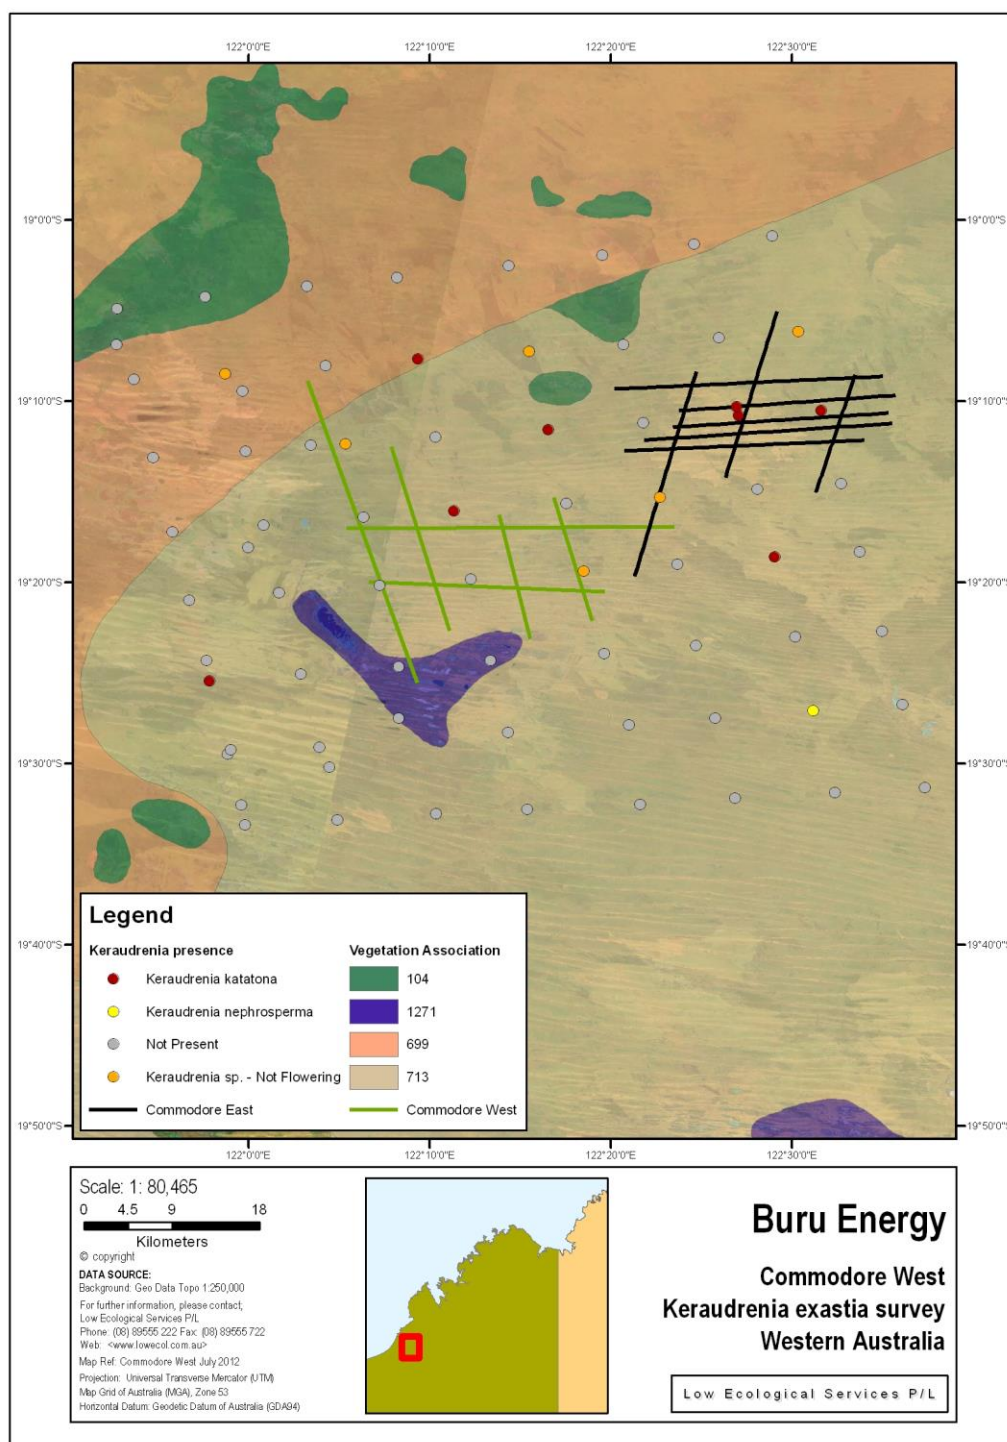 122°0'0"E 122°10'0"E 122°20'0"E 122°30'0"E
19°0'0"S 19°0'0"S
19°10'0"S 19°10'0"S
19°20'0"S 19°20'0"S
19°30'0"S 19°30'0"S
19°40'0"S 19°40'0"S
19°50'0"S 19°50'0"S
Legend
Keraudrenia presence
Keraudrenia katatona
Keraudrenia nephrosperma
Not Present
Keraudrenia sp. - Not Flowering
Commodore East
Vegetation Association
104
1271
699
713
Commodore West
122°0'0"E 122°10'0"E 122°20'0"E 122°30'0"E
Scale: 1: 80,465
0 4.5 9 18
Kilometers
© copyright
DATA SOURCE:
Background: Geo Data Topo 1:250,000
For further information, please contact;
Low Ecological Services P/L
Phone: (08) 89555 222 Fax: (08) 89555 722
Web: <www.lowecol.com.au>
Map Ref: Commodore West July 2012
Projection: Universal Transverse Mercator (UTM)
Map Grid of Australia (MGA), Zone 53
Horizontal Datum: Geodetic Datum of Australia (GDA94)
Buru Energy
Commodore West
Keraudrenia exastia survey
Western Australia
Low Ecological Services P/L